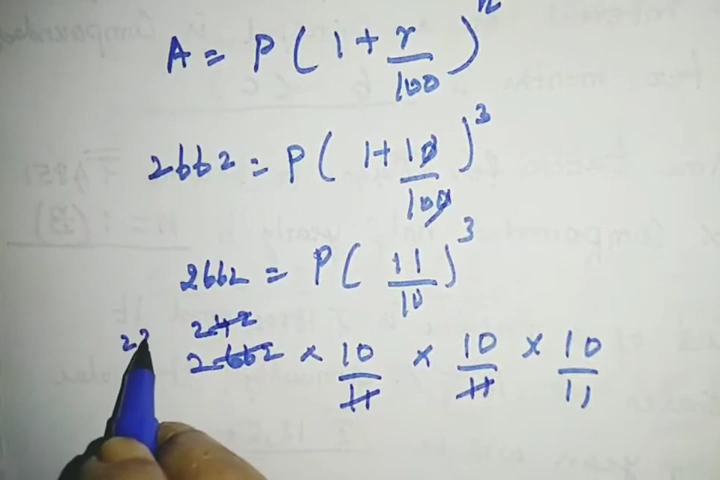 A = P ( 1 + r/100 )^n
2662 = P ( 1 + 10/100 )^3
2662 = P ( 11/10 )^3
242
22 2662 × 10/11 × 10/11 × 10/11